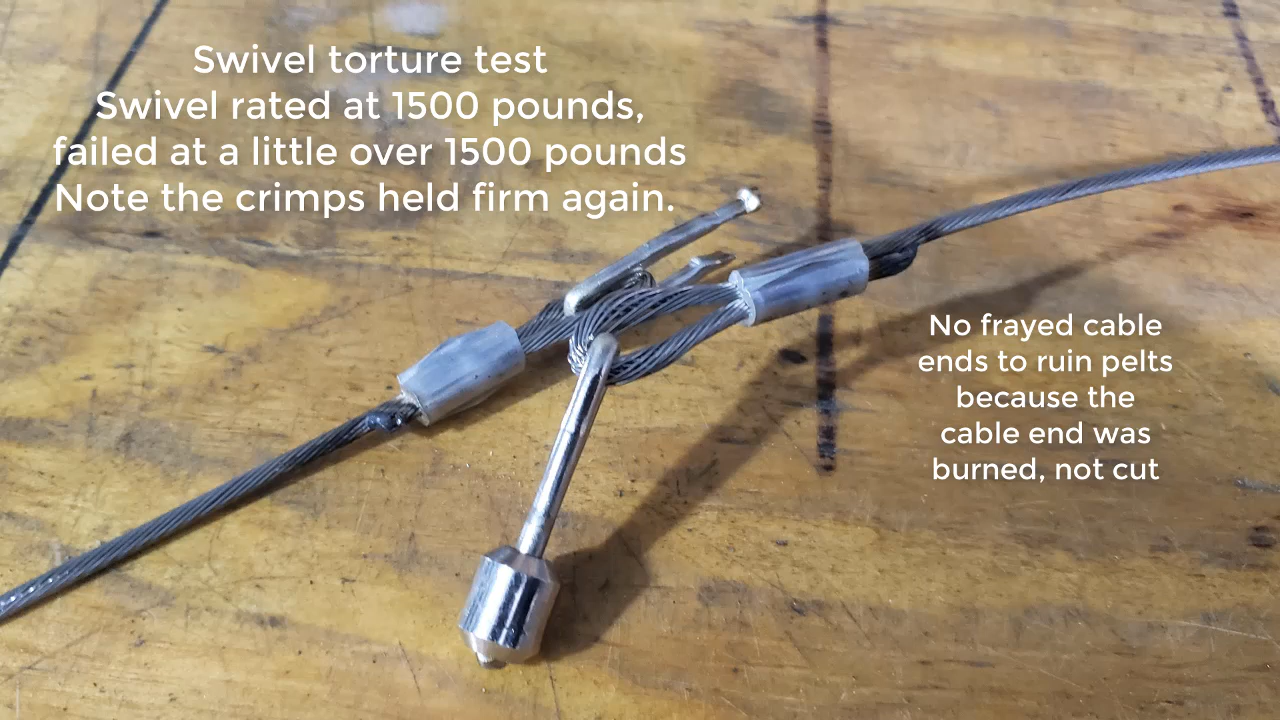 Swivel torture test
Swivel rated at 1500 pounds,
failed at a little over 1500 pounds
Note the crimps held firm again.
No frayed cable
ends to ruin pelts
because the
cable end was
burned, not cut